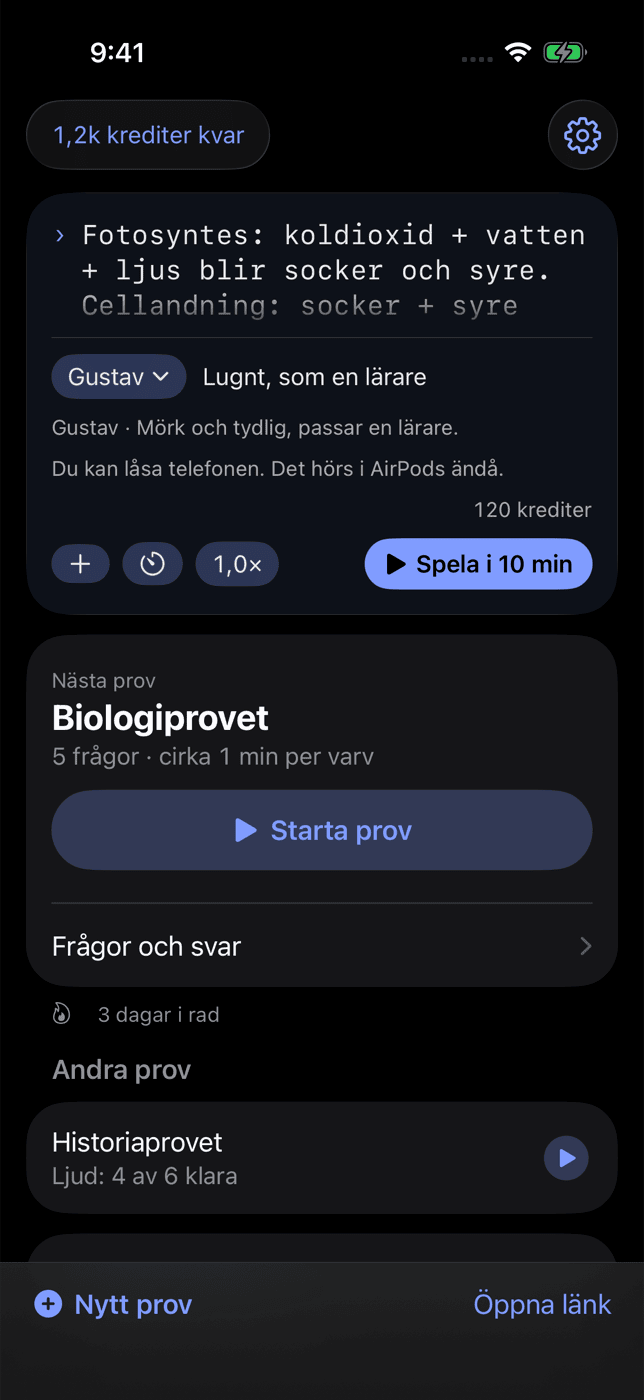 9:41
1,2k krediter kvar
› Fotosyntes: koldioxid + vatten
+ ljus blir socker och syre.
Cellandning: socker + syre
Gustav
Lugnt, som en lärare
Gustav · Mörk och tydlig, passar en lärare.
Du kan låsa telefonen. Det hörs i AirPods ändå.
120 krediter
1,0×
Spela i 10 min
Nästa prov
Biologiprovet
5 frågor · cirka 1 min per varv
Starta prov
Frågor och svar
3 dagar i rad
Andra prov
Historiaprovet
Ljud: 4 av 6 klara
Nytt prov
Öppna länk